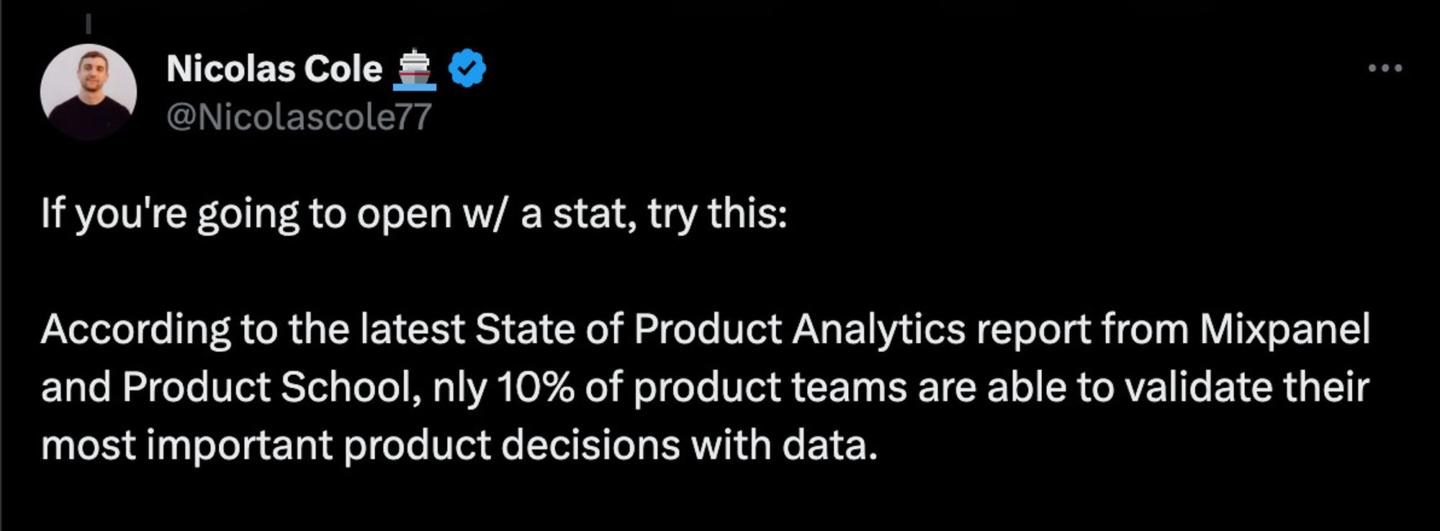 Nicolas Cole 🚢
@Nicolascole77
If you're going to open w/ a stat, try this:
According to the latest State of Product Analytics report from Mixpanel
and Product School, nly 10% of product teams are able to validate their
most important product decisions with data.